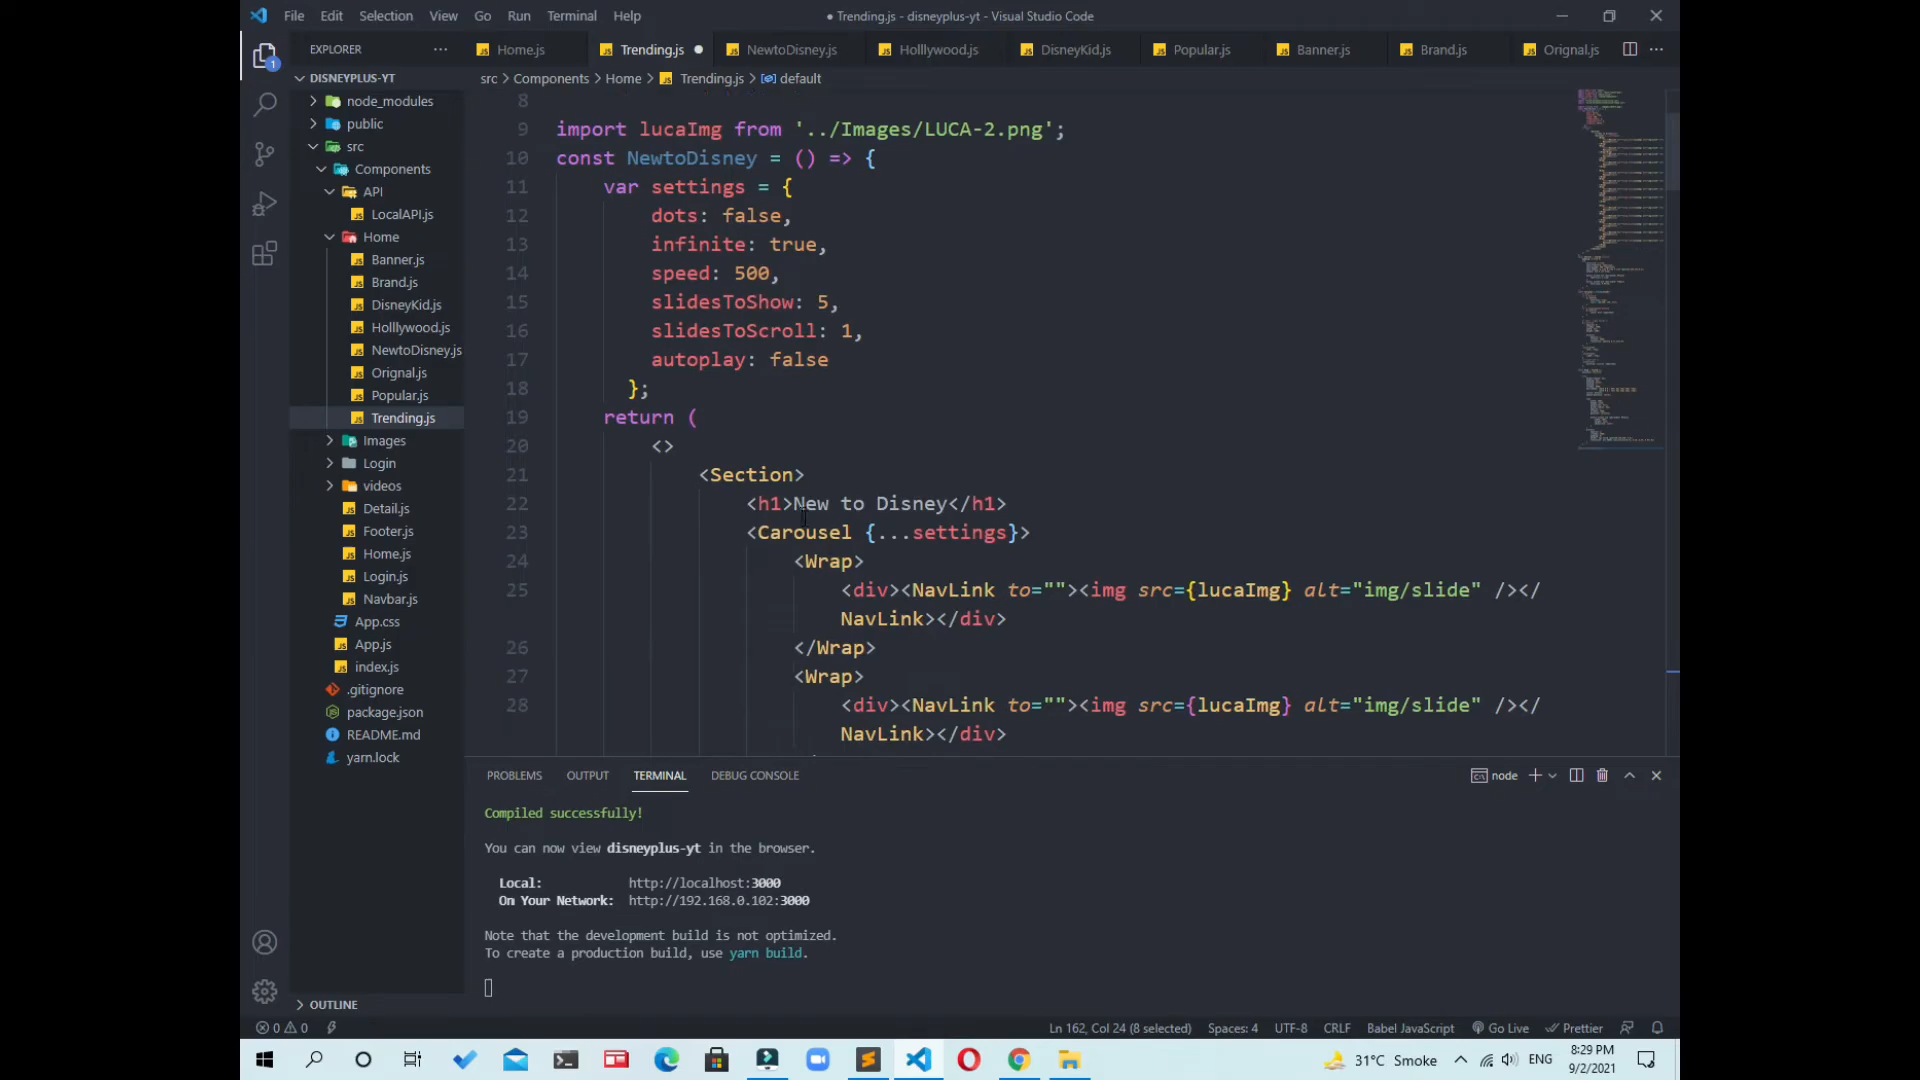 File Edit Selection View Go Run Terminal Help
● Trending.js - disneyplus-yt - Visual Studio Code
EXPLORER
Home.js Trending.js NewtoDisney.js Holllywood.js DisneyKid.js Popular.js Banner.js Brand.js Orignal.js
DISNEYPLUS-YT
node_modules
public
src
Components
API
LocalAPI.js
Home
Banner.js
Brand.js
DisneyKid.js
Holllywood.js
NewtoDisney.js
Orignal.js
Popular.js
Trending.js
Images
Login
videos
Detail.js
Footer.js
Home.js
Login.js
Navbar.js
App.css
App.js
index.js
.gitignore
package.json
README.md
yarn.lock
OUTLINE
src > Components > Home > Trending.js > default
8
9 import lucaImg from '../Images/LUCA-2.png';
10 const NewtoDisney = () => {
11 var settings = {
12 dots: false,
13 infinite: true,
14 speed: 500,
15 slidesToShow: 5,
16 slidesToScroll: 1,
17 autoplay: false
18 };
19 return (
20 <>
21 <Section>
22 <h1>New to Disney</h1>
23 <Carousel {...settings}>
24 <Wrap>
25 <div><NavLink to=""><img src={lucaImg} alt="img/slide" /></
NavLink></div>
26 </Wrap>
27 <Wrap>
28 <div><NavLink to=""><img src={lucaImg} alt="img/slide" /></
NavLink></div>
PROBLEMS OUTPUT TERMINAL DEBUG CONSOLE
node
Compiled successfully!
You can now view disneyplus-yt in the browser.
Local: http://localhost:3000
On Your Network: http://192.168.0.102:3000
Note that the development build is not optimized.
To create a production build, use yarn build.
0 0
Ln 162, Col 24 (8 selected) Spaces: 4 UTF-8 CRLF Babel JavaScript Go Live Prettier
31°C Smoke ENG 8:29 PM
9/2/2021
1